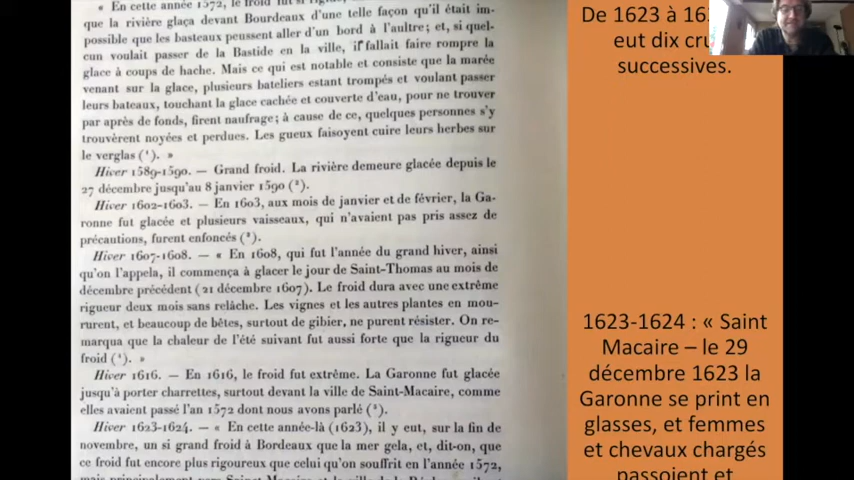 « En cette année 1572, le froid fut si
que la rivière glaça devant Bourdeaux d'une telle façon qu'il était im-
possible que les basteaux peussent aller d'un bord à l'aultre; et, si quel-
cun voulait passer de la Bastide en la ville, il fallait faire rompre la
glace à coups de hache. Mais ce qui est notable et consiste que la marée
venant sur la glace, plusieurs bateliers estant trompés et voulant passer
leurs bateaux, touchant la glace cachée et couverte d'eau, pour ne trouver
par après de fonds, firent naufrage; à cause de ce, quelques personnes s'y
trouvèrent noyées et perdues. Les gueux faisoyent cuire leurs herbes sur
le verglas (1). »
Hiver 1589-1590. — Grand froid. La rivière demeure glacée depuis le
27 décembre jusqu'au 8 janvier 1590 (2).
Hiver 1602-1603. — En 1603, aux mois de janvier et de février, la Ga-
ronne fut glacée et plusieurs vaisseaux, qui n'avaient pas pris assez de
précautions, furent enfoncés (3).
Hiver 1607-1608. — « En 1608, qui fut l'année du grand hiver, ainsi
qu'on l'appela, il commença à glacer le jour de Saint-Thomas au mois de
décembre précédent (21 décembre 1607). Le froid dura avec une extrême
rigueur deux mois sans relâche. Les vignes et les autres plantes en mou-
rurent, et beaucoup de bêtes, surtout de gibier, ne purent résister. On re-
marqua que la chaleur de l'été suivant fut aussi forte que la rigueur du
froid (4). »
Hiver 1616. — En 1616, le froid fut extrême. La Garonne fut glacée
jusqu'à porter charrettes, surtout devant la ville de Saint-Macaire, comme
elles avaient passé l'an 1572 dont nous avons parlé (5).
Hiver 1623-1624. — « En cette année-là (1623), il y eut, sur la fin de
novembre, un si grand froid à Bordeaux que la mer gela, et, dit-on, que
ce froid fut encore plus rigoureux que celui qu'on souffrit en l'année 1572,
De 1623 à
eut dix
successives.
1623-1624 : « Saint
Macaire – le 29
décembre 1623 la
Garonne se print en
glasses, et femmes
et chevaux chargés
passoient et